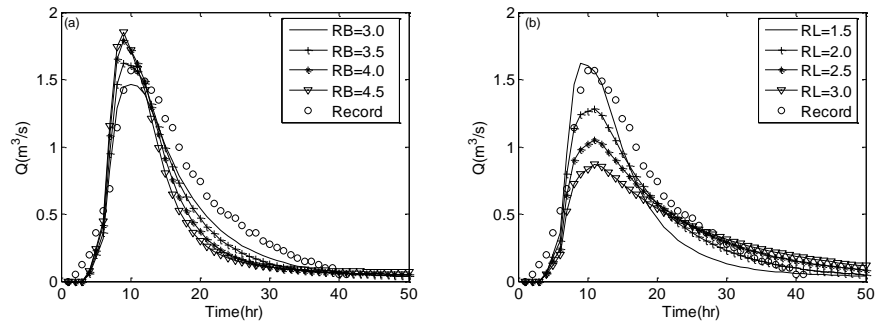 (a)
RB=3.0
RB=3.5
RB=4.0
RB=4.5
Record
2
1.5
1
0.5
0
Q(m³/s)
0 10 20 30 40 50
Time(hr)
(b)
RL=1.5
RL=2.0
RL=2.5
RL=3.0
Record
2
1.5
1
0.5
0
Q(m³/s)
0 10 20 30 40 50
Time(hr)